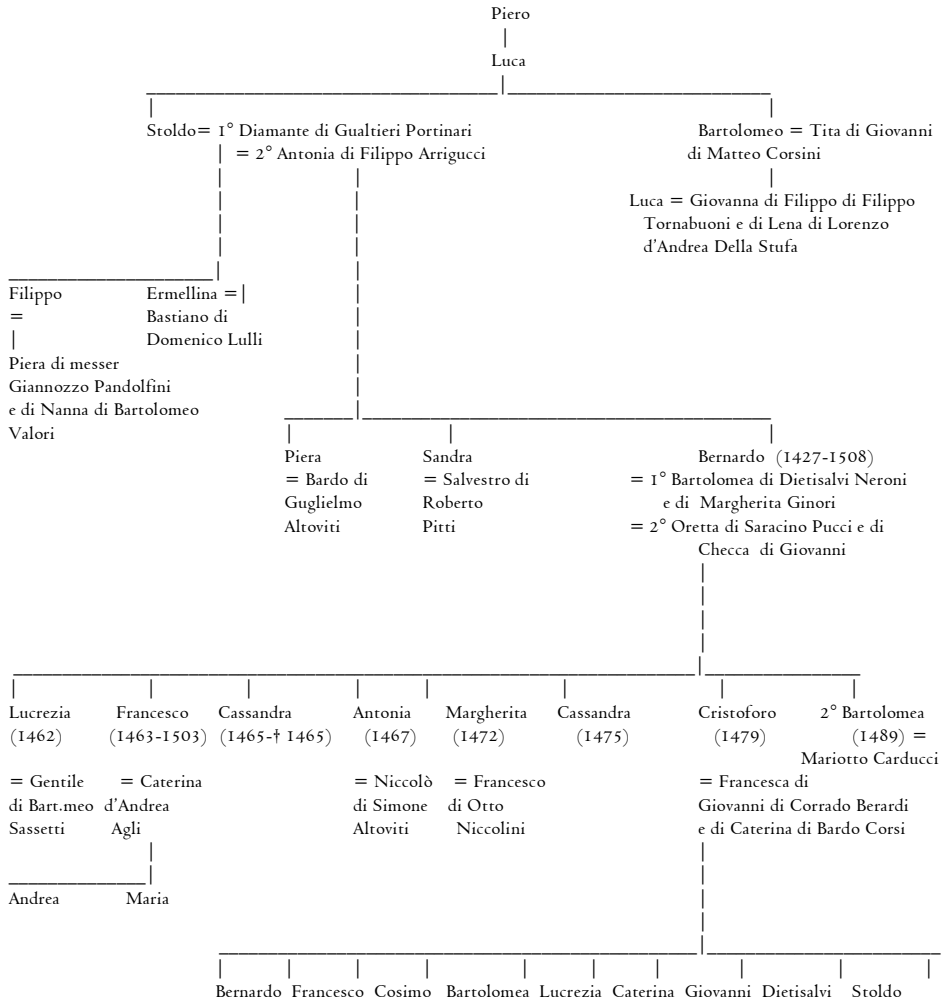 Piero
Luca
Stoldo= 1° Diamante di Gualtieri Portinari
= 2° Antonia di Filippo Arrigucci
Bartolomeo = Tita di Giovanni
di Matteo Corsini
Luca = Giovanna di Filippo di Filippo
Tornabuoni e di Lena di Lorenzo
d'Andrea Della Stufa
Filippo
=
Piera di messer
Giannozzo Pandolfini
e di Nanna di Bartolomeo
Valori
Ermellina =
Bastiano di
Domenico Lulli
Piera
= Bardo di
Guglielmo
Altoviti
Sandra
= Salvestro di
Roberto
Pitti
Bernardo (1427-1508)
= 1° Bartolomea di Dietisalvi Neroni
e di Margherita Ginori
= 2° Oretta di Saracino Pucci e di
Checca di Giovanni
Lucrezia
(1462)
= Gentile
di Bart.meo
Sassetti
Francesco
(1463-1503)
= Caterina
d'Andrea
Agli
Cassandra
(1465-† 1465)
Antonia
(1467)
= Niccolò
di Simone
Altoviti
Margherita
(1472)
= Francesco
di Otto
Niccolini
Cassandra
(1475)
Cristoforo
(1479)
= Francesca di
Giovanni di Corrado Berardi
e di Caterina di Bardo Corsi
2° Bartolomea
(1489) =
Mariotto Carducci
Andrea
Maria
Bernardo Francesco Cosimo Bartolomea Lucrezia Caterina Giovanni Dietisalvi Stoldo